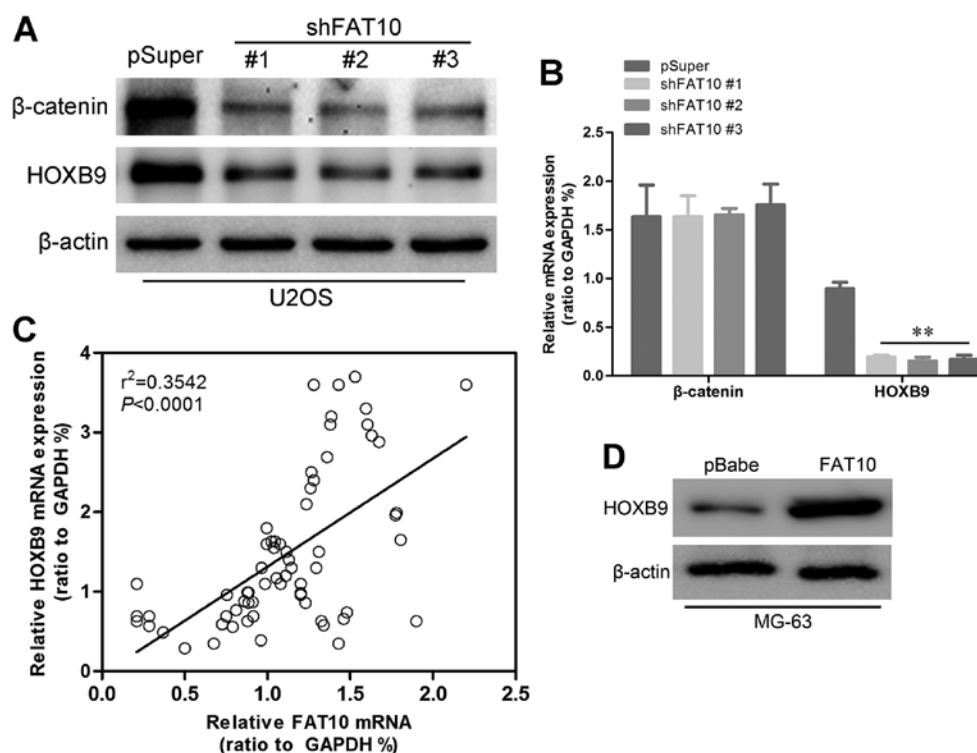 A
shFAT10
pSuper #1 #2 #3
β-catenin
HOXB9
β-actin
U2OS
B
pSuper
shFAT10 #1
shFAT10 #2
shFAT10 #3
Relative mRNA expression
(ratio to GAPDH %)
2.5
2.0
1.5
1.0
0.5
0.0
**
β-catenin HOXB9
C
r²=0.3542
P<0.0001
Relative HOXB9 mRNA expression
(ratio to GAPDH %)
4
3
2
1
0
0.0 0.5 1.0 1.5 2.0 2.5
Relative FAT10 mRNA
(ratio to GAPDH %)
D
pBabe FAT10
HOXB9
β-actin
MG-63